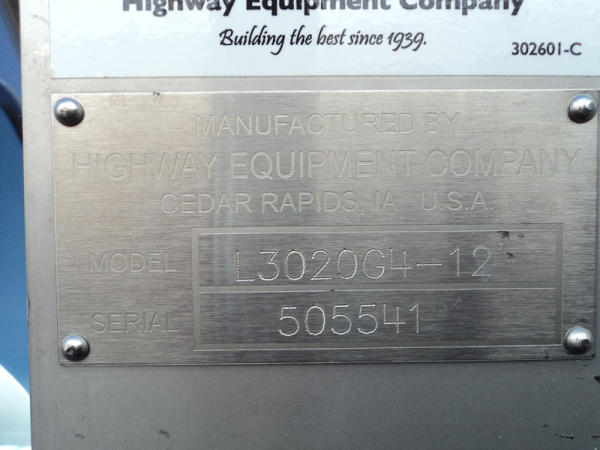 Highway Equipment Company
Building the best since 1939.
302601-C
MANUFACTURED BY
HIGHWAY EQUIPMENT COMPANY
CEDAR RAPIDS, IA U.S.A.
MODEL L3020G4-12'
SERIAL 505541